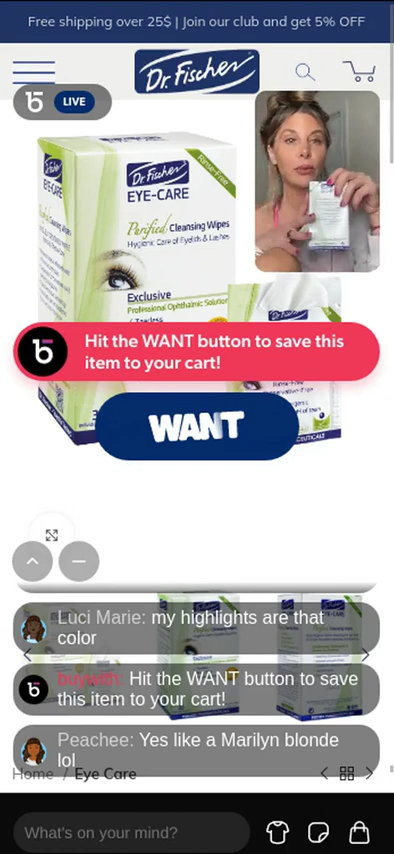 Free shipping over 25$ | Join our club and get 5% OFF
Dr. Fischer
LIVE
Dr. Fischer
EYE-CARE
Rinse-Free
Purified Cleansing Wipes
Hygienic Care of Eyelids & Lashes
Exclusive
Professional Ophthalmic Solution
Tearless
Hit the WANT button to save this
item to your cart!
WANT
Luci Marie: my highlights are that
color
buywith: Hit the WANT button to save
this item to your cart!
Peachee: Yes like a Marilyn blonde
lol
Home / Eye Care
What's on your mind?